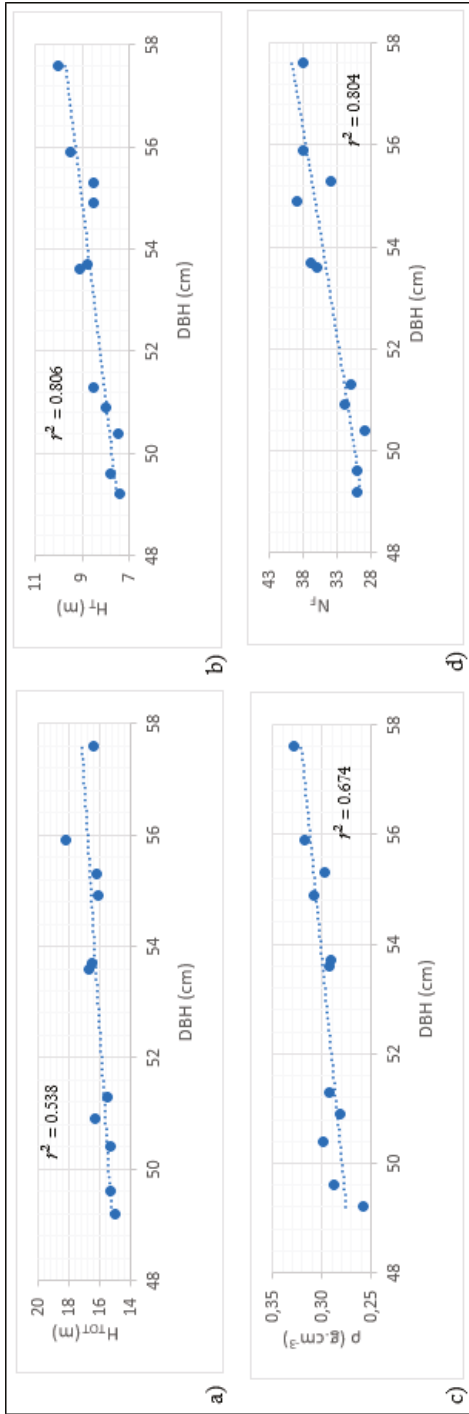 a)
H_TOT (m)
20
18
16
14
r² = 0.538
48 50 52 54 56 58
DBH (cm)
b)
H_T (m)
11
9
7
r² = 0.806
48 50 52 54 56 58
DBH (cm)
c)
ρ (g.cm⁻³)
0,35
0,30
0,25
r² = 0.674
48 50 52 54 56 58
DBH (cm)
d)
N_F
43
38
33
28
r² = 0.804
48 50 52 54 56 58
DBH (cm)